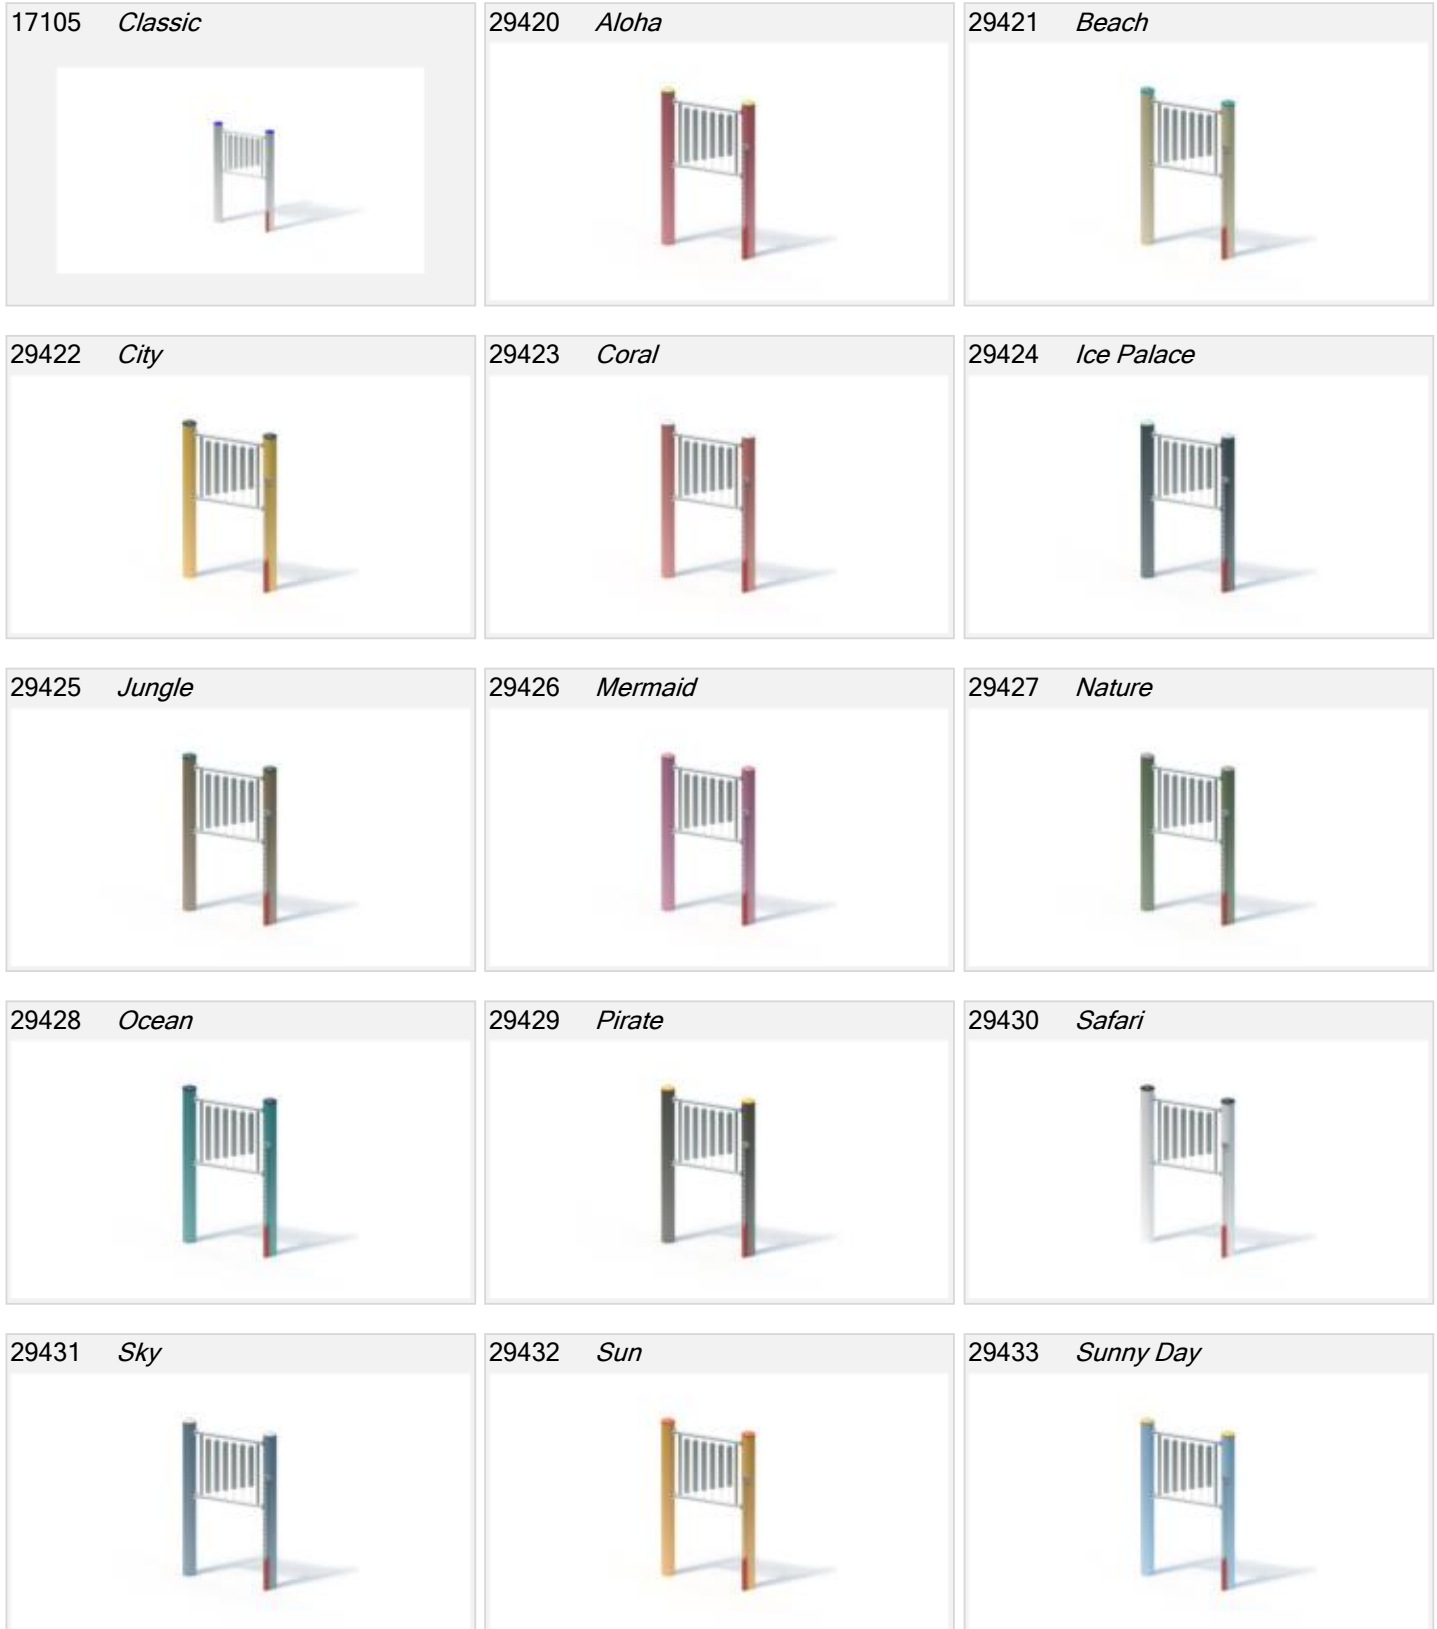 17105 Classic
29420 Aloha
29421 Beach
29422 City
29423 Coral
29424 Ice Palace
29425 Jungle
29426 Mermaid
29427 Nature
29428 Ocean
29429 Pirate
29430 Safari
29431 Sky
29432 Sun
29433 Sunny Day